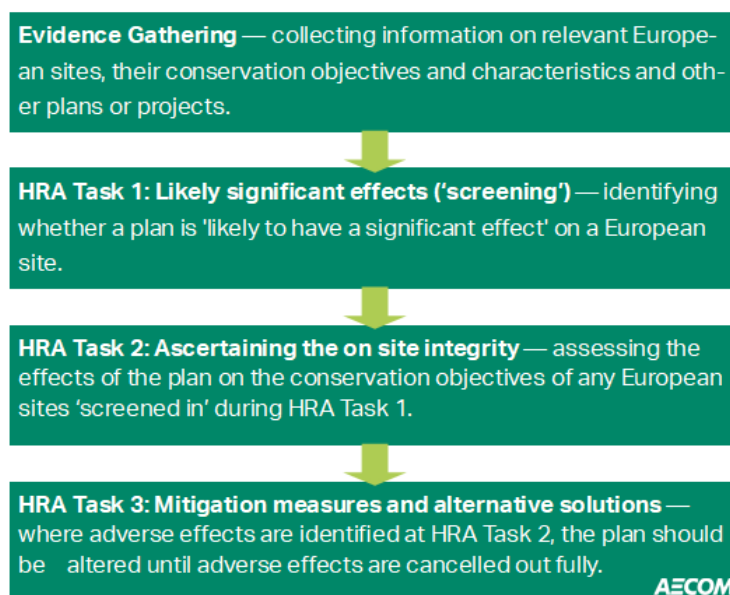 Evidence Gathering — collecting information on relevant Europe-
an sites, their conservation objectives and characteristics and oth-
er plans or projects.
HRA Task 1: Likely significant effects (‘screening’) — identifying
whether a plan is 'likely to have a significant effect' on a European
site.
HRA Task 2: Ascertaining the on site integrity — assessing the
effects of the plan on the conservation objectives of any European
sites ‘screened in’ during HRA Task 1.
HRA Task 3: Mitigation measures and alternative solutions —
where adverse effects are identified at HRA Task 2, the plan should
be altered until adverse effects are cancelled out fully.
AECOM